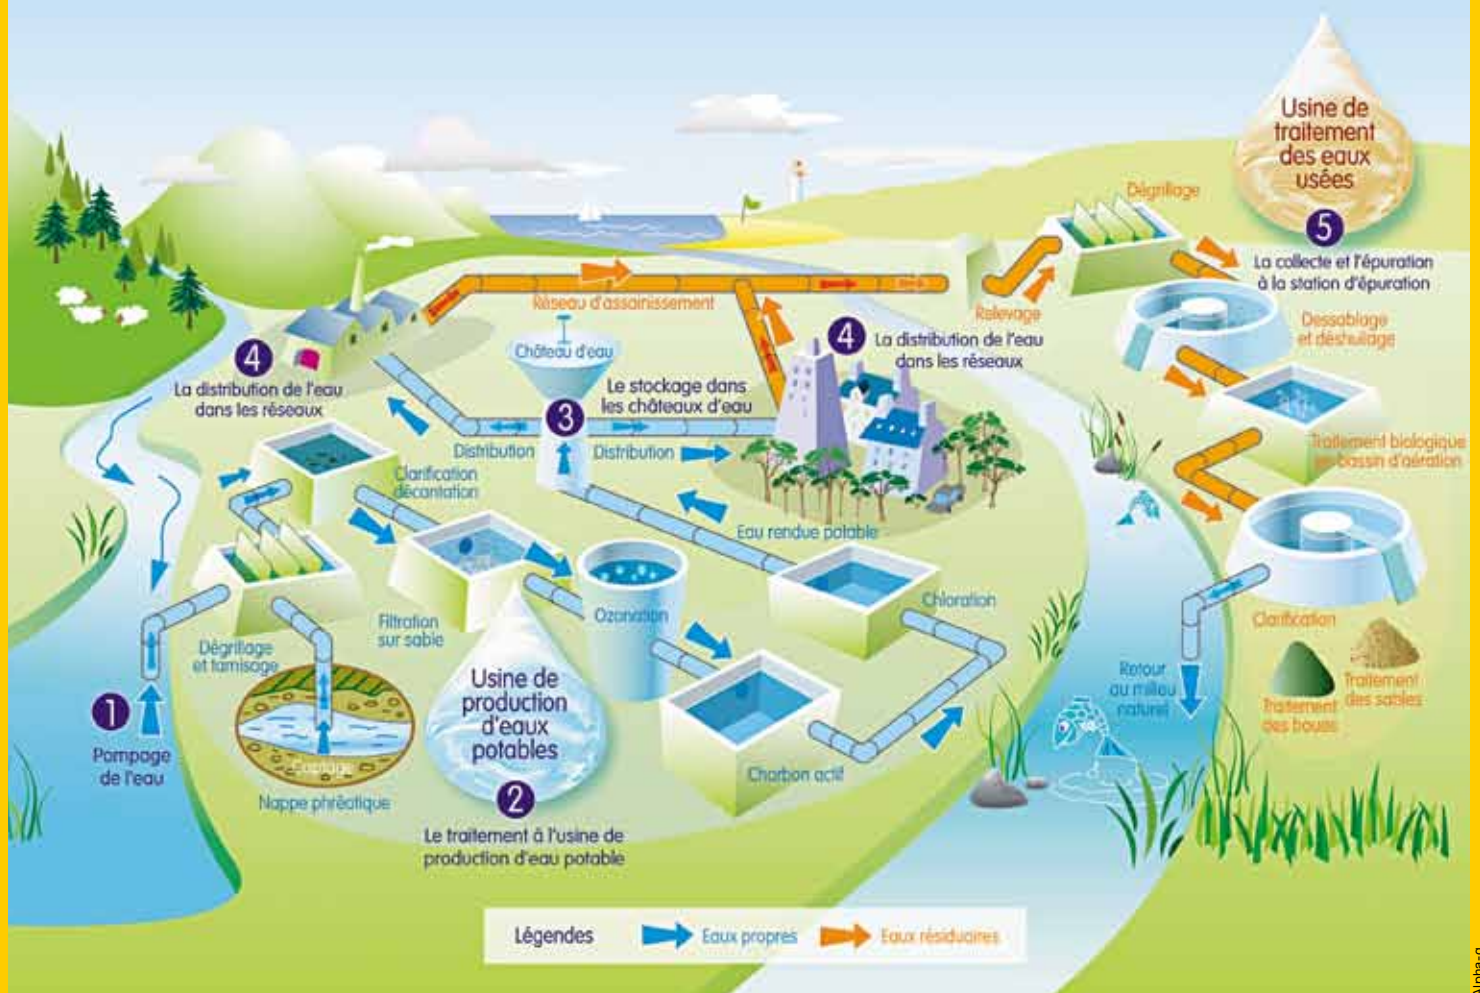 Usine de
traitement
des eaux
usées
5
La collecte et l'épuration
à la station d'épuration
Dégrillage
Relevage
Dessablage
et déshuilage
Réseau d'assainissement
4
La distribution de l'eau
dans les réseaux
Château d'eau
3
Le stockage dans
les châteaux d'eau
4
La distribution de l'eau
dans les réseaux
Distribution
Distribution
Traitement biologique
en bassin d'aération
Clarification
décantation
Eau rendue potable
Dégrillage
et tamisage
Filtration
sur sable
Ozonation
Chloration
Clarification
Traitement
des boues
Traitement
des sables
Retour
au milieu
naturel
1
Pompage
de l'eau
Captage
Nappe phréatique
Usine de
production
d'eaux
potables
2
Le traitement à l'usine de
production d'eau potable
Charbon actif
Légendes
Eaux propres
Eaux résiduaires